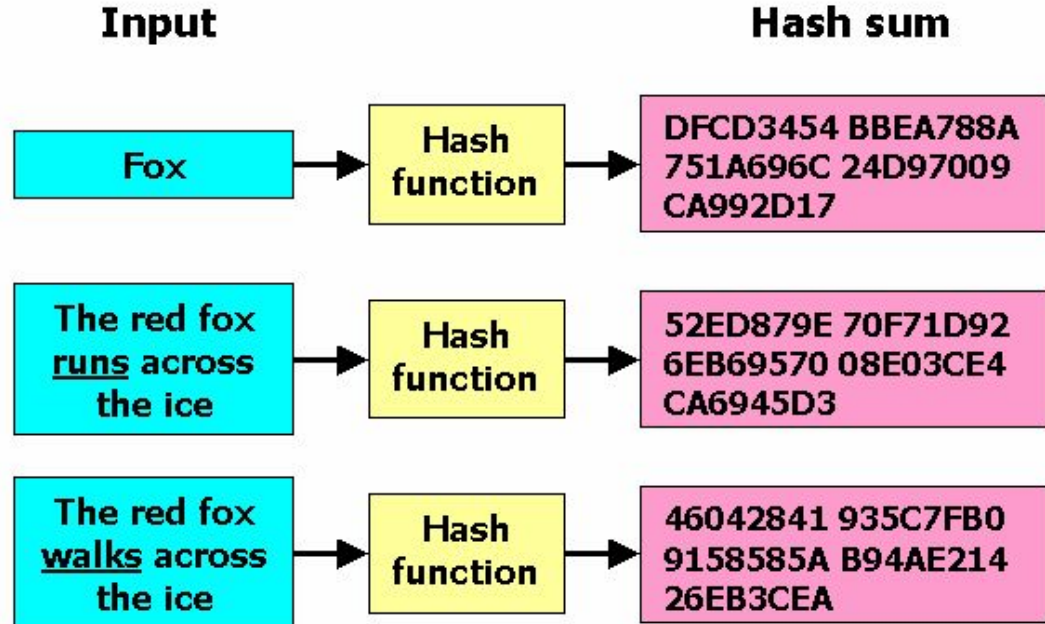 Input
Hash sum
Fox
Hash
function
DFCD3454 BBEA788A
751A696C 24D97009
CA992D17
The red fox
runs across
the ice
Hash
function
52ED879E 70F71D92
6EB69570 08E03CE4
CA6945D3
The red fox
walks across
the ice
Hash
function
46042841 935C7FB0
9158585A B94AE214
26EB3CEA